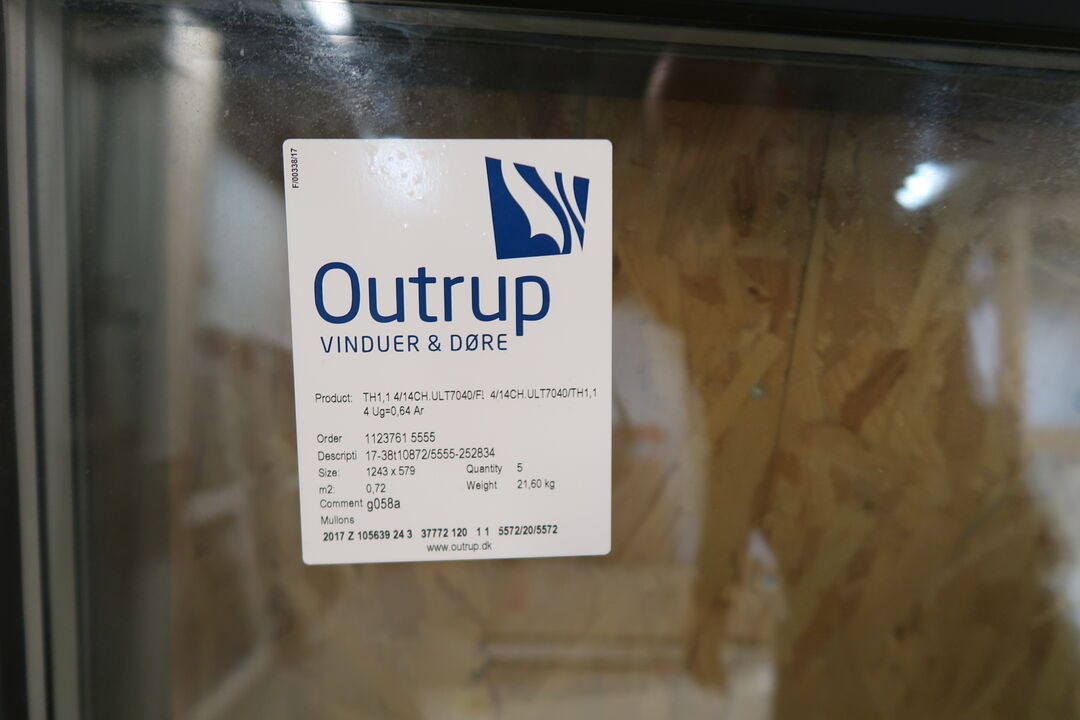 F/00338/17
Outrup
VINDUER & DØRE
Product: TH1,1 4/14CH.ULT7040/F! 4/14CH.ULT7040/TH1,1
4 Ug=0,64 Ar
Order 1123761 5555
Descripti 17-38t10872/5555-252834
Size: 1243 x 579 Quantity 5
m2: 0,72 Weight 21,60 kg
Comment g058a
Mullons
2017 Z 105639 24 3 37772 120 1 1 5572/20/5572
www.outrup.dk